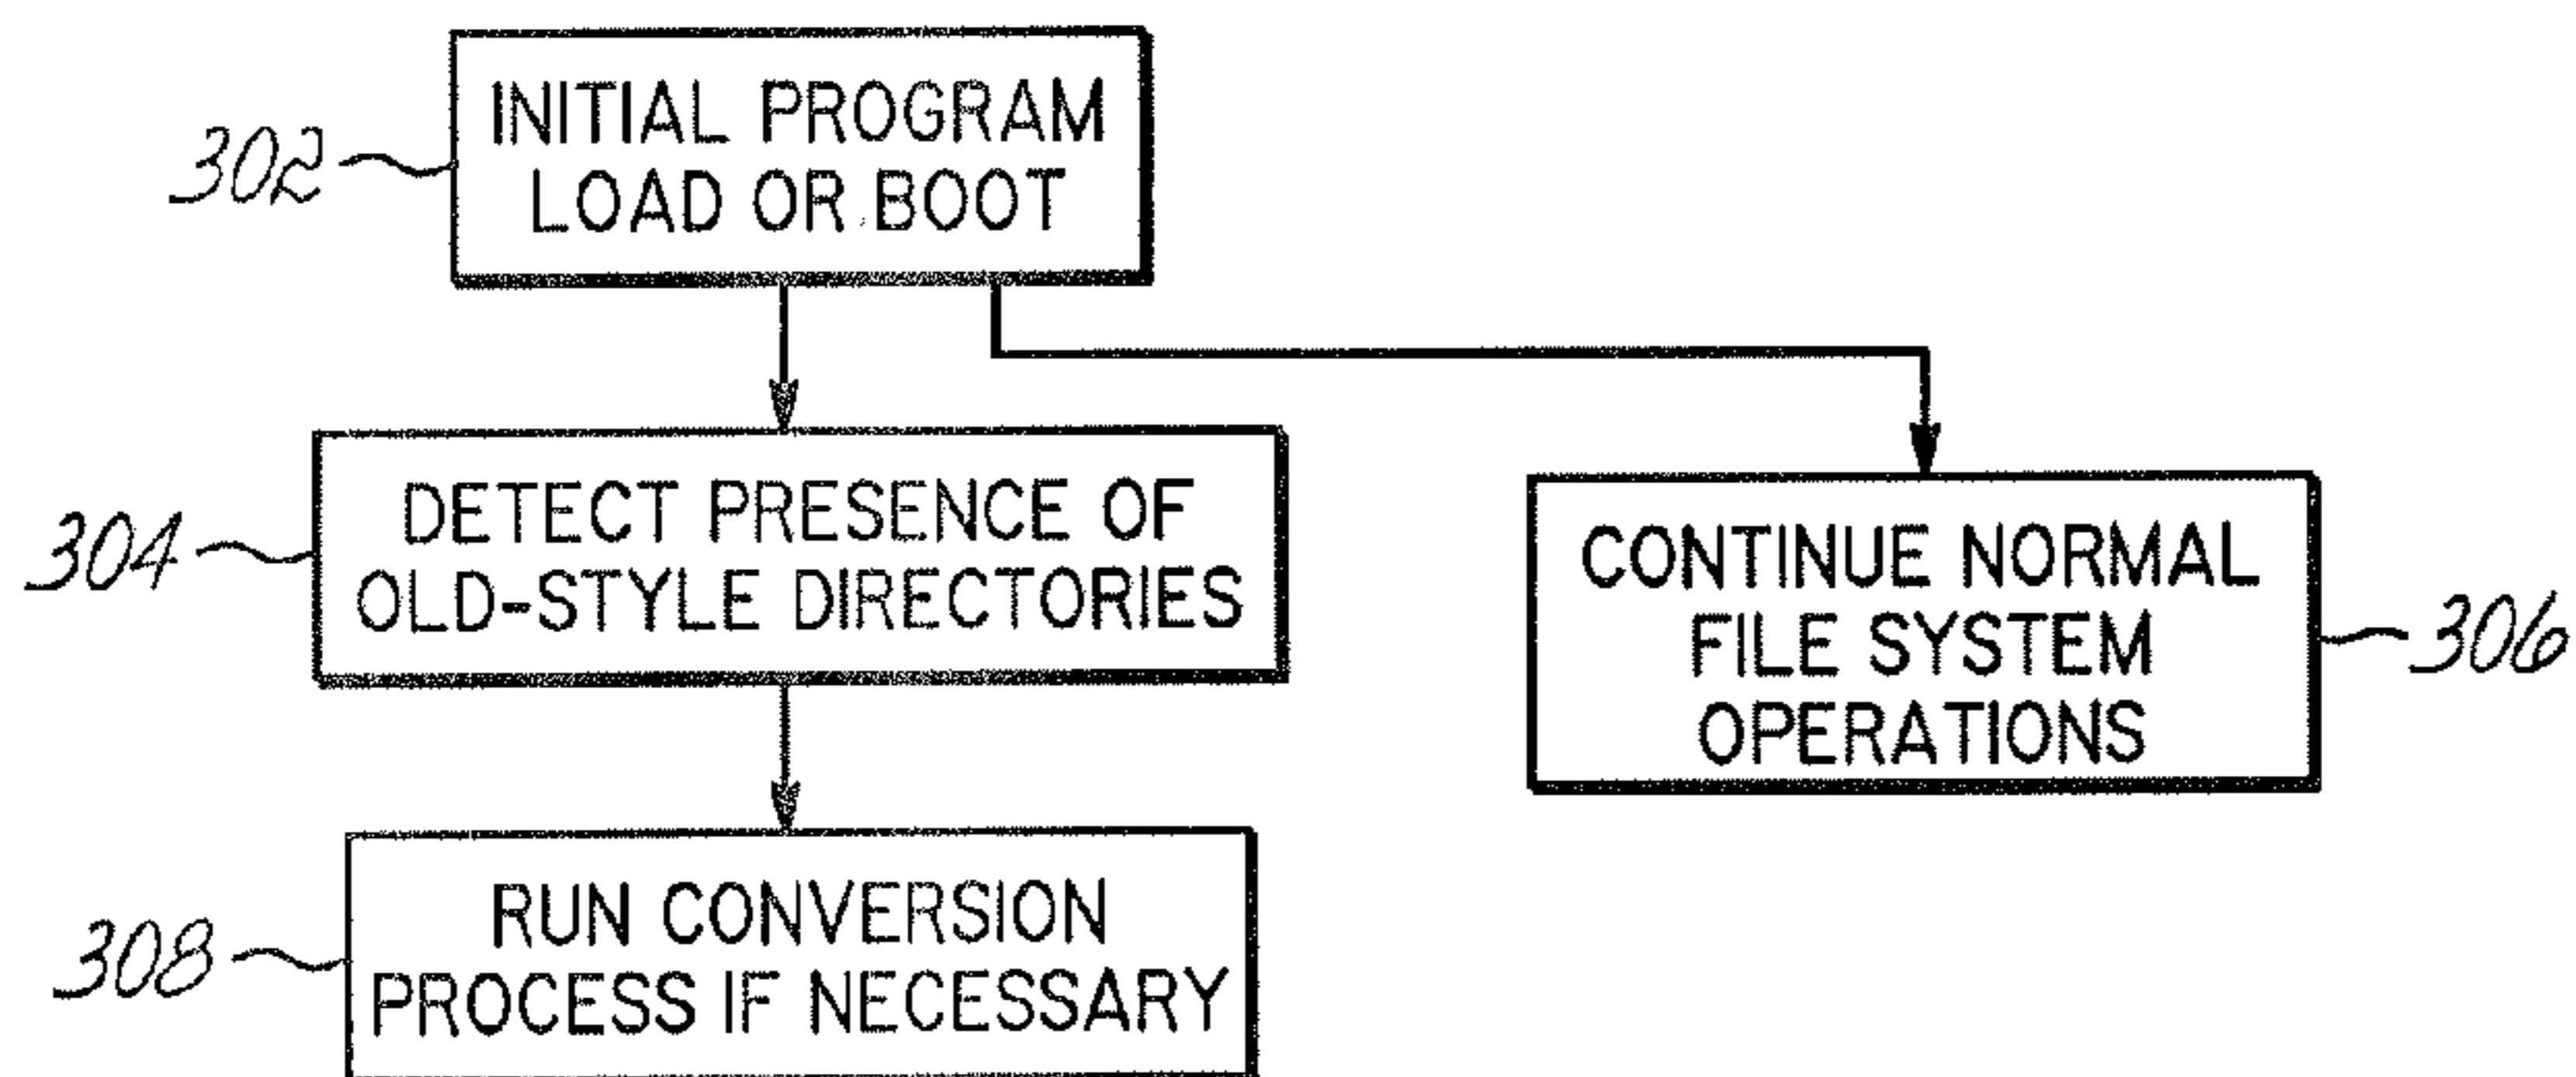 302
INITIAL PROGRAM
LOAD OR BOOT
304
DETECT PRESENCE OF
OLD-STYLE DIRECTORIES
CONTINUE NORMAL
FILE SYSTEM
OPERATIONS
306
308
RUN CONVERSION
PROCESS IF NECESSARY